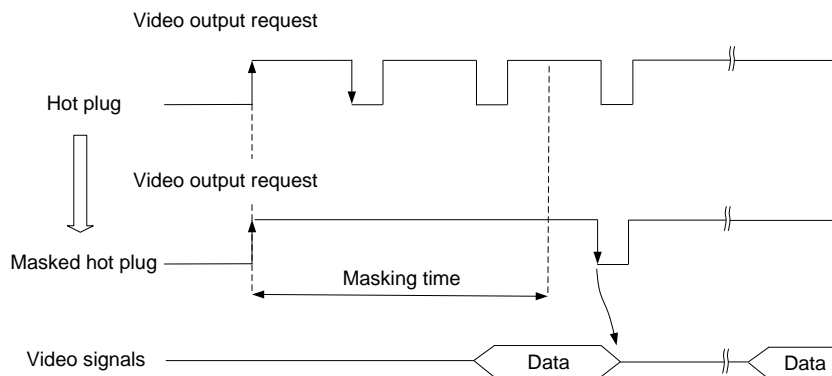 Video output request
Hot plug
Video output request
Masked hot plug
Masking time
Video signals
Data
Data